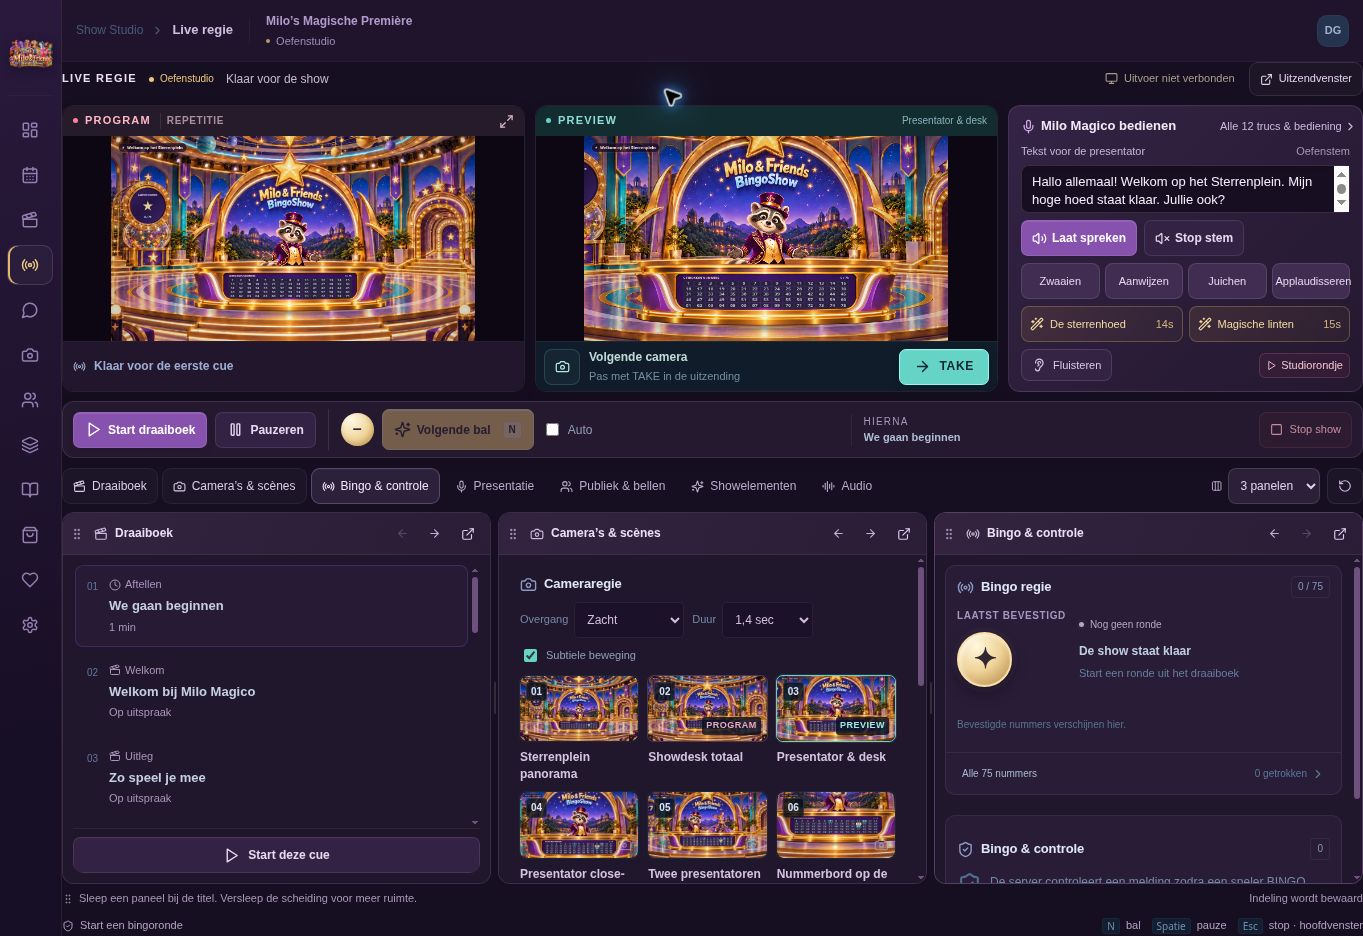 Show Studio
Live regie
Milo's Magische Première
Oefenstudio
DG
LIVE REGIE
Oefenstudio
Klaar voor de show
Uitvoer niet verbonden
Uitzendvenster
PROGRAM
REPETITIE
Milo & Friends
BingoShow
Klaar voor de eerste cue
PREVIEW
Presentator & desk
Milo & Friends
BingoShow
Volgende camera
Pas met TAKE in de uitzending
TAKE
Milo Magico bedienen
Alle 12 trucs & bediening
Tekst voor de presentator
Oefenstem
Hallo allemaal! Welkom op het Sterrenplein. Mijn
hoge hoed staat klaar. Jullie ook?
Laat spreken
Stop stem
Zwaaien
Aanwijzen
Juichen
Applaudisseren
De sterrenhoed
14s
Magische linten
15s
Fluisteren
Studiorondje
Start draaiboek
Pauzeren
–
Volgende bal
N
Auto
HIERNA
We gaan beginnen
Stop show
Draaiboek
Camera's & scènes
Bingo & controle
Presentatie
Publiek & bellen
Showelementen
Audio
3 panelen
Draaiboek
01
Aftellen
We gaan beginnen
1 min
02
Welkom
Welkom bij Milo Magico
Op uitspraak
03
Uitleg
Zo speel je mee
Op uitspraak
Start deze cue
Camera's & scènes
Cameraregie
Overgang
Zacht
Duur
1,4 sec
Subtiele beweging
01
Sterrenplein
panorama
02
PROGRAM
Showdesk totaal
03
PREVIEW
Presentator & desk
04
Presentator close-
05
Twee presentatoren
06
Nummerbord op de
Bingo & controle
Bingo regie
0 / 75
LAATST BEVESTIGD
Nog geen ronde
De show staat klaar
Start een ronde uit het draaiboek
Bevestigde nummers verschijnen hier.
Alle 75 nummers
0 getrokken
Bingo & controle
0
De server controleert een melding zodra een speler BINGO
Sleep een paneel bij de titel. Versleep de scheiding voor meer ruimte.
Indeling wordt bewaard
Start een bingoronde
N bal Spatie pauze Esc stop · hoofdvenster